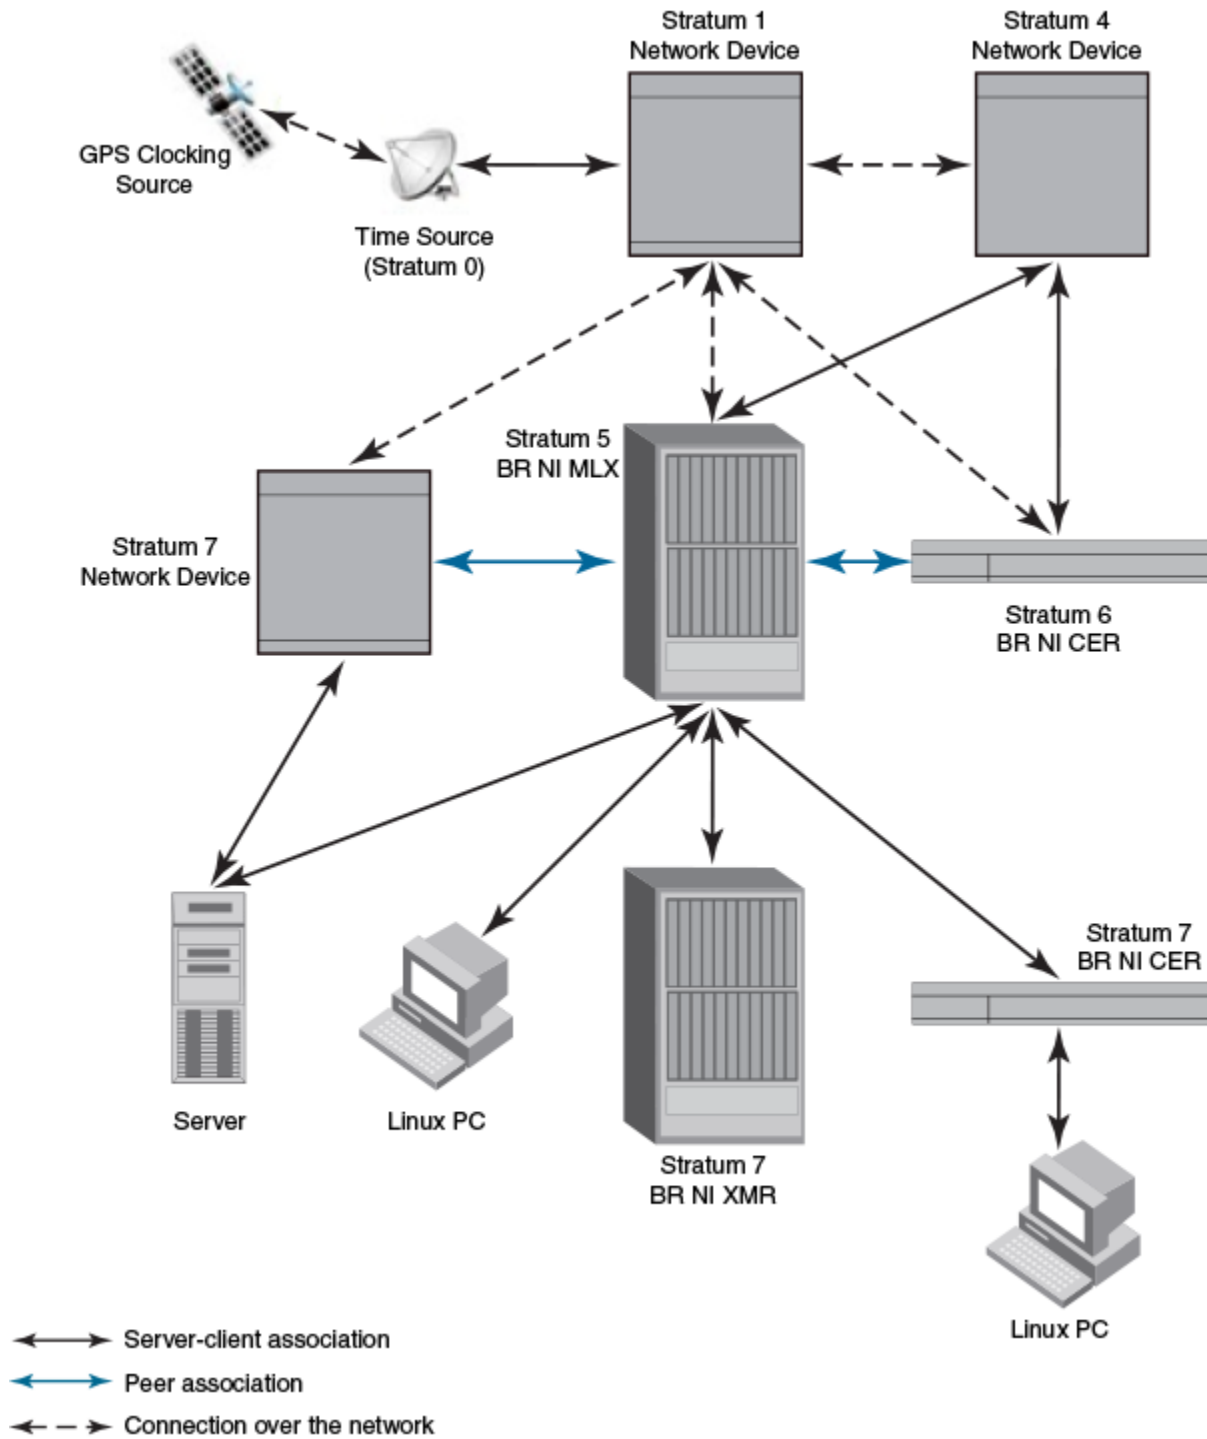 Stratum 1
Network Device
Stratum 4
Network Device
GPS Clocking
Source
Time Source
(Stratum 0)
Stratum 5
BR NI MLX
Stratum 7
Network Device
Stratum 6
BR NI CER
Stratum 7
BR NI CER
Server
Linux PC
Stratum 7
BR NI XMR
Linux PC
Server-client association
Peer association
Connection over the network